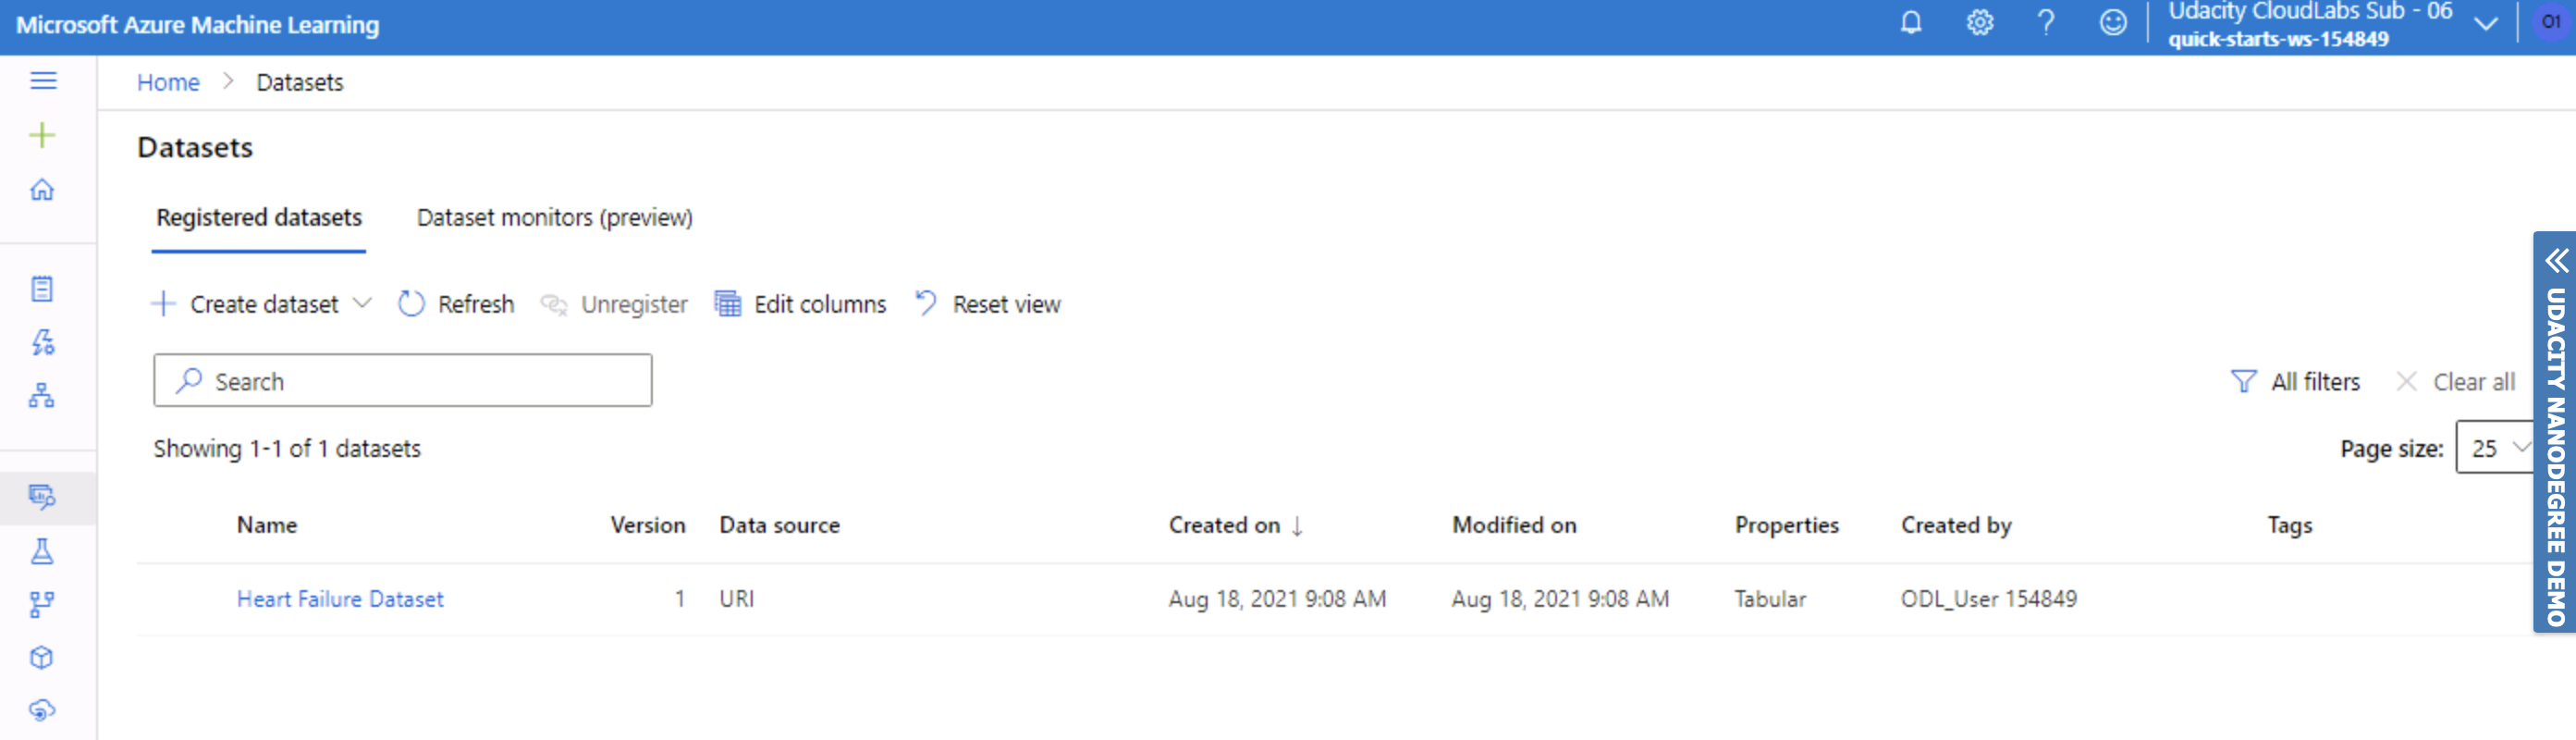 Microsoft Azure Machine Learning
Udacity CloudLabs Sub - 06
quick-starts-ws-154849
O1
Home > Datasets
Datasets
Registered datasets Dataset monitors (preview)
Create dataset Refresh Unregister Edit columns Reset view
Search
All filters Clear all
Showing 1-1 of 1 datasets
Page size: 25
Name Version Data source Created on ↓ Modified on Properties Created by Tags
Heart Failure Dataset 1 URI Aug 18, 2021 9:08 AM Aug 18, 2021 9:08 AM Tabular ODL_User 154849
UDACITY NANODEGREE DEMO